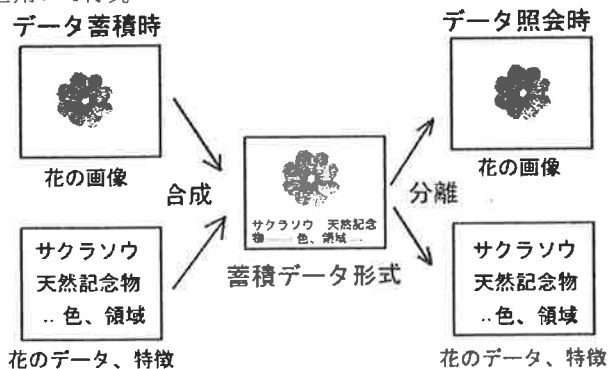 データ蓄積時
データ照会時
花の画像
合成
サクラソウ 天然記念
物 色、領域
分離
花の画像
蓄積データ形式
サクラソウ
天然記念物
‥色、領域
花のデータ、特徴
サクラソウ
天然記念物
‥色、領域
花のデータ、特徴